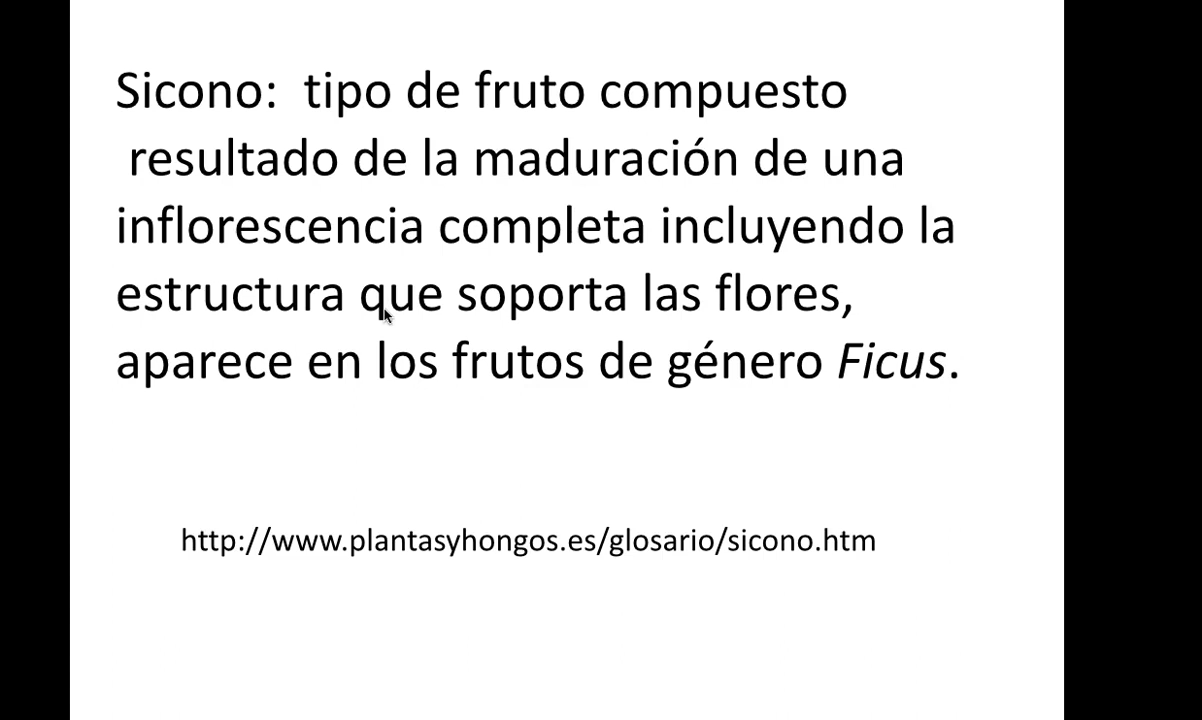 Sicono: tipo de fruto compuesto
resultado de la maduración de una
inflorescencia completa incluyendo la
estructura que soporta las flores,
aparece en los frutos de género Ficus.
http://www.plantasyhongos.es/glosario/sicono.htm